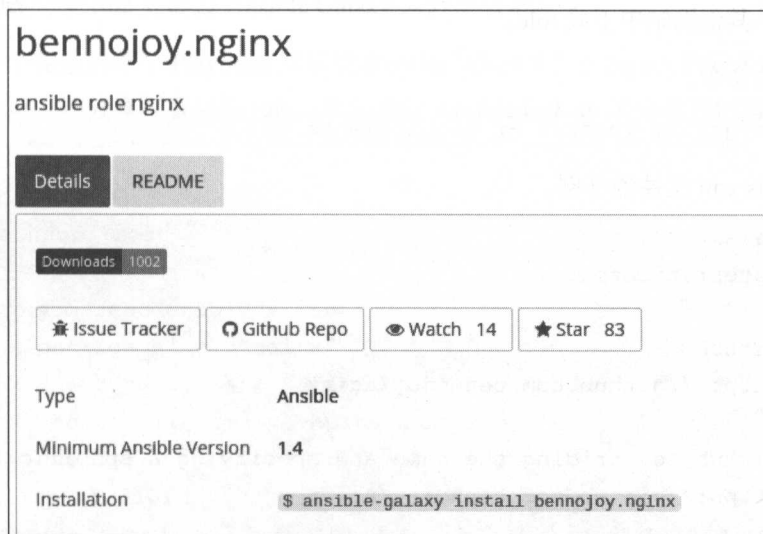 bennojoy.nginx
ansible role nginx
Details README
Downloads 1002
Issue Tracker Github Repo Watch 14 Star 83
Type Ansible
Minimum Ansible Version 1.4
Installation $ ansible-galaxy install bennojoy.nginx